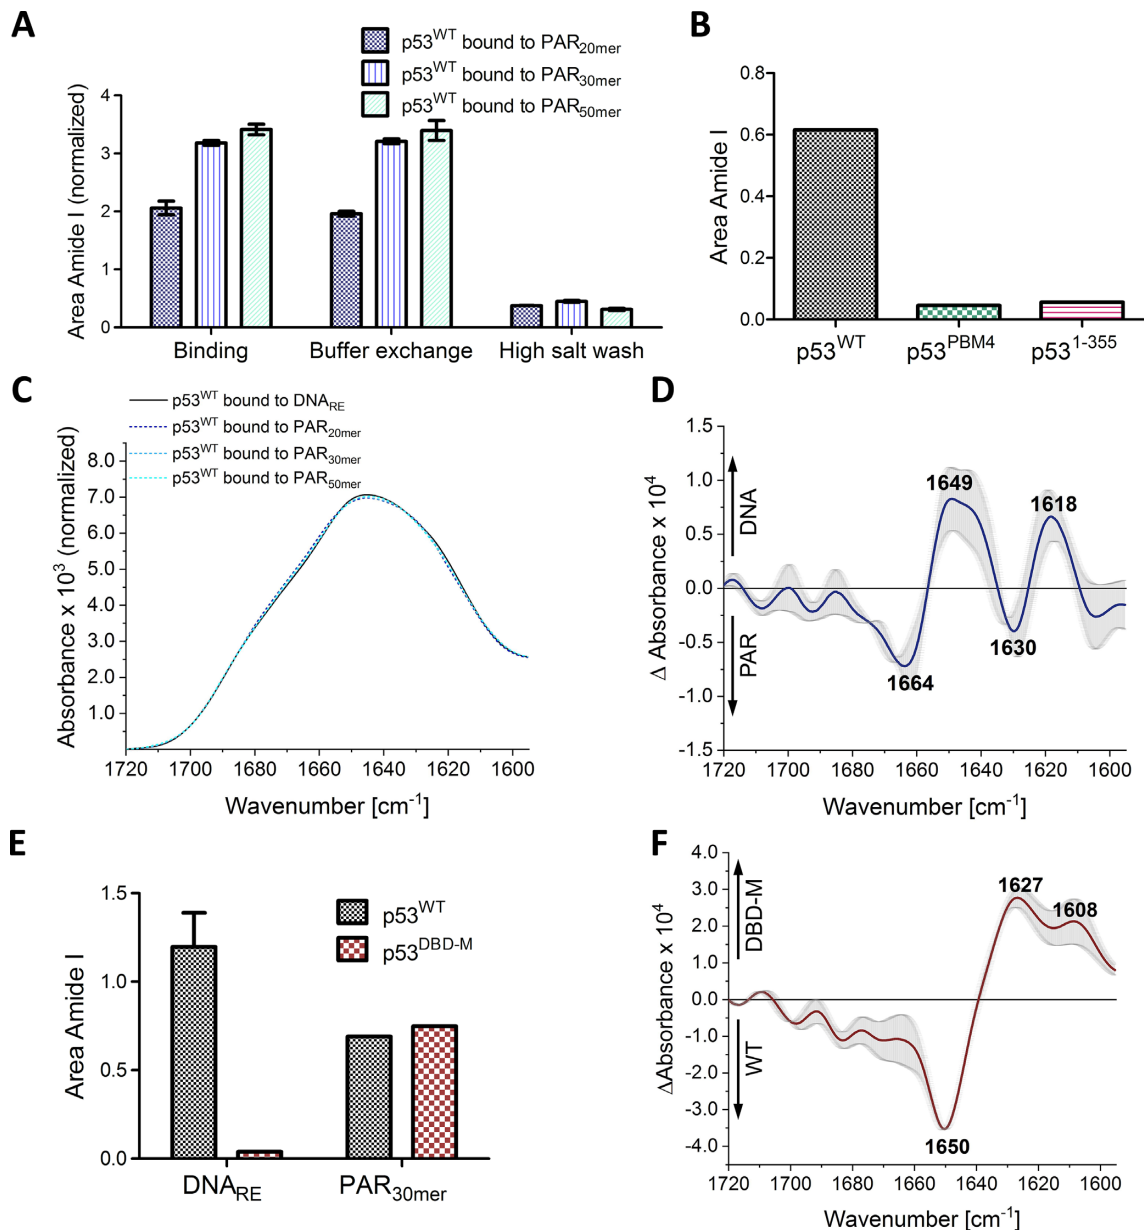 A
p53WT bound to PAR20mer
p53WT bound to PAR30mer
p53WT bound to PAR50mer
Area Amide I (normalized)
4
3
2
1
0
Binding Buffer exchange High salt wash
B
Area Amide I
0.8
0.6
0.4
0.2
0.0
p53WT p53PBM4 p531-355
C
p53WT bound to DNARE
p53WT bound to PAR20mer
p53WT bound to PAR30mer
p53WT bound to PAR50mer
Absorbance x 103 (normalized)
8.0
7.0
6.0
5.0
4.0
3.0
2.0
1.0
1720 1700 1680 1660 1640 1620 1600
Wavenumber [cm-1]
D
Δ Absorbance x 104
1.5
1.0
0.5
0.0
-0.5
-1.0
-1.5
DNA
PAR
1649
1618
1630
1664
1720 1700 1680 1660 1640 1620 1600
Wavenumber [cm-1]
E
p53WT
p53DBD-M
Area Amide I
1.5
1.0
0.5
0.0
DNARE PAR30mer
F
ΔAbsorbance x 104
4.0
3.0
2.0
1.0
0.0
-1.0
-2.0
-3.0
-4.0
DBD-M
WT
1627
1608
1650
1720 1700 1680 1660 1640 1620 1600
Wavenumber [cm-1]